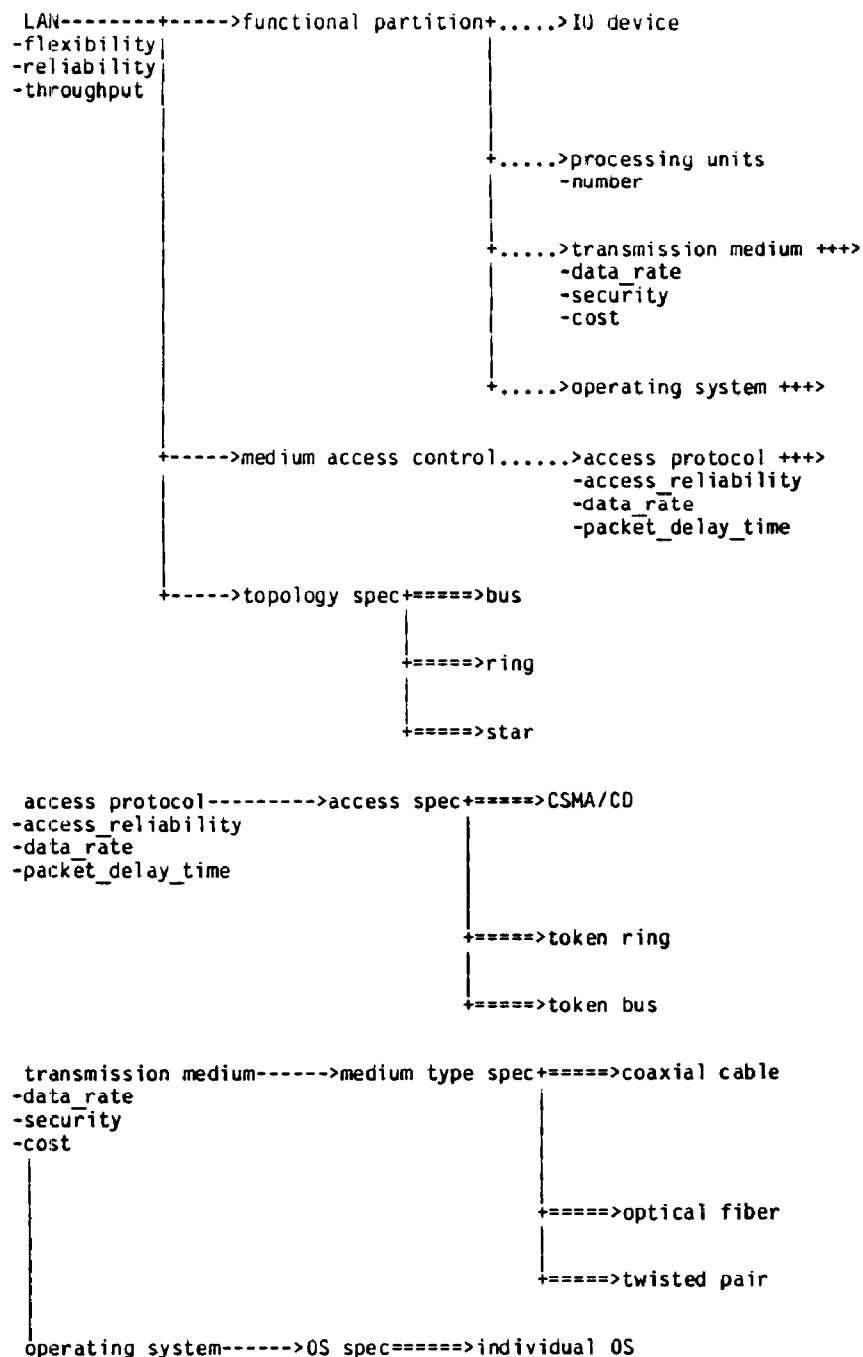 LAN--------+----->functional partition+.....>IO device
-flexibility
-reliability
-throughput
+.....>processing units
-number
+.....>transmission medium +++>
-data_rate
-security
-cost
+.....>operating system +++>
+----->medium access control......>access protocol +++>
-access_reliability
-data_rate
-packet_delay_time
+----->topology spec+=====>bus
+=====>ring
+=====>star
access protocol--------->access spec+=====>CSMA/CD
-access_reliability
-data_rate
-packet_delay_time
+=====>token ring
+=====>token bus
transmission medium------>medium type spec+=====>coaxial cable
-data_rate
-security
-cost
+=====>optical fiber
+=====>twisted pair
operating system------>OS spec======>individual OS